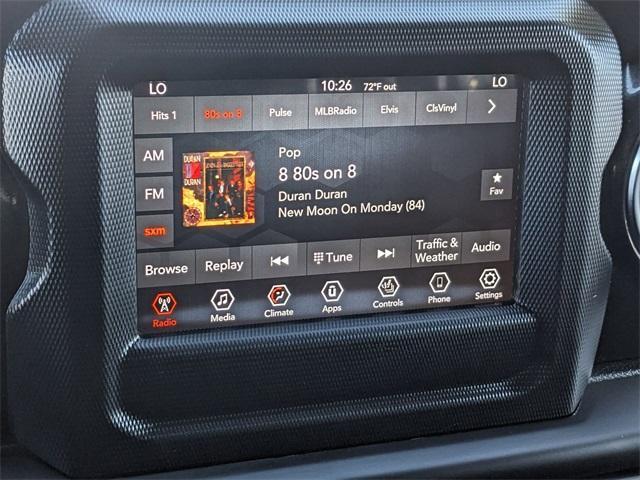 LO 10:26 72°F out LO
Hits 1 80s on 8 Pulse MLBRadio Elvis ClsVinyl
AM
FM
sxm
DURAN
DURAN
Pop
8 80s on 8
Duran Duran
New Moon On Monday (84)
Fav
Browse Replay Tune Traffic & Weather Audio
Radio Media Climate Apps Controls Phone Settings